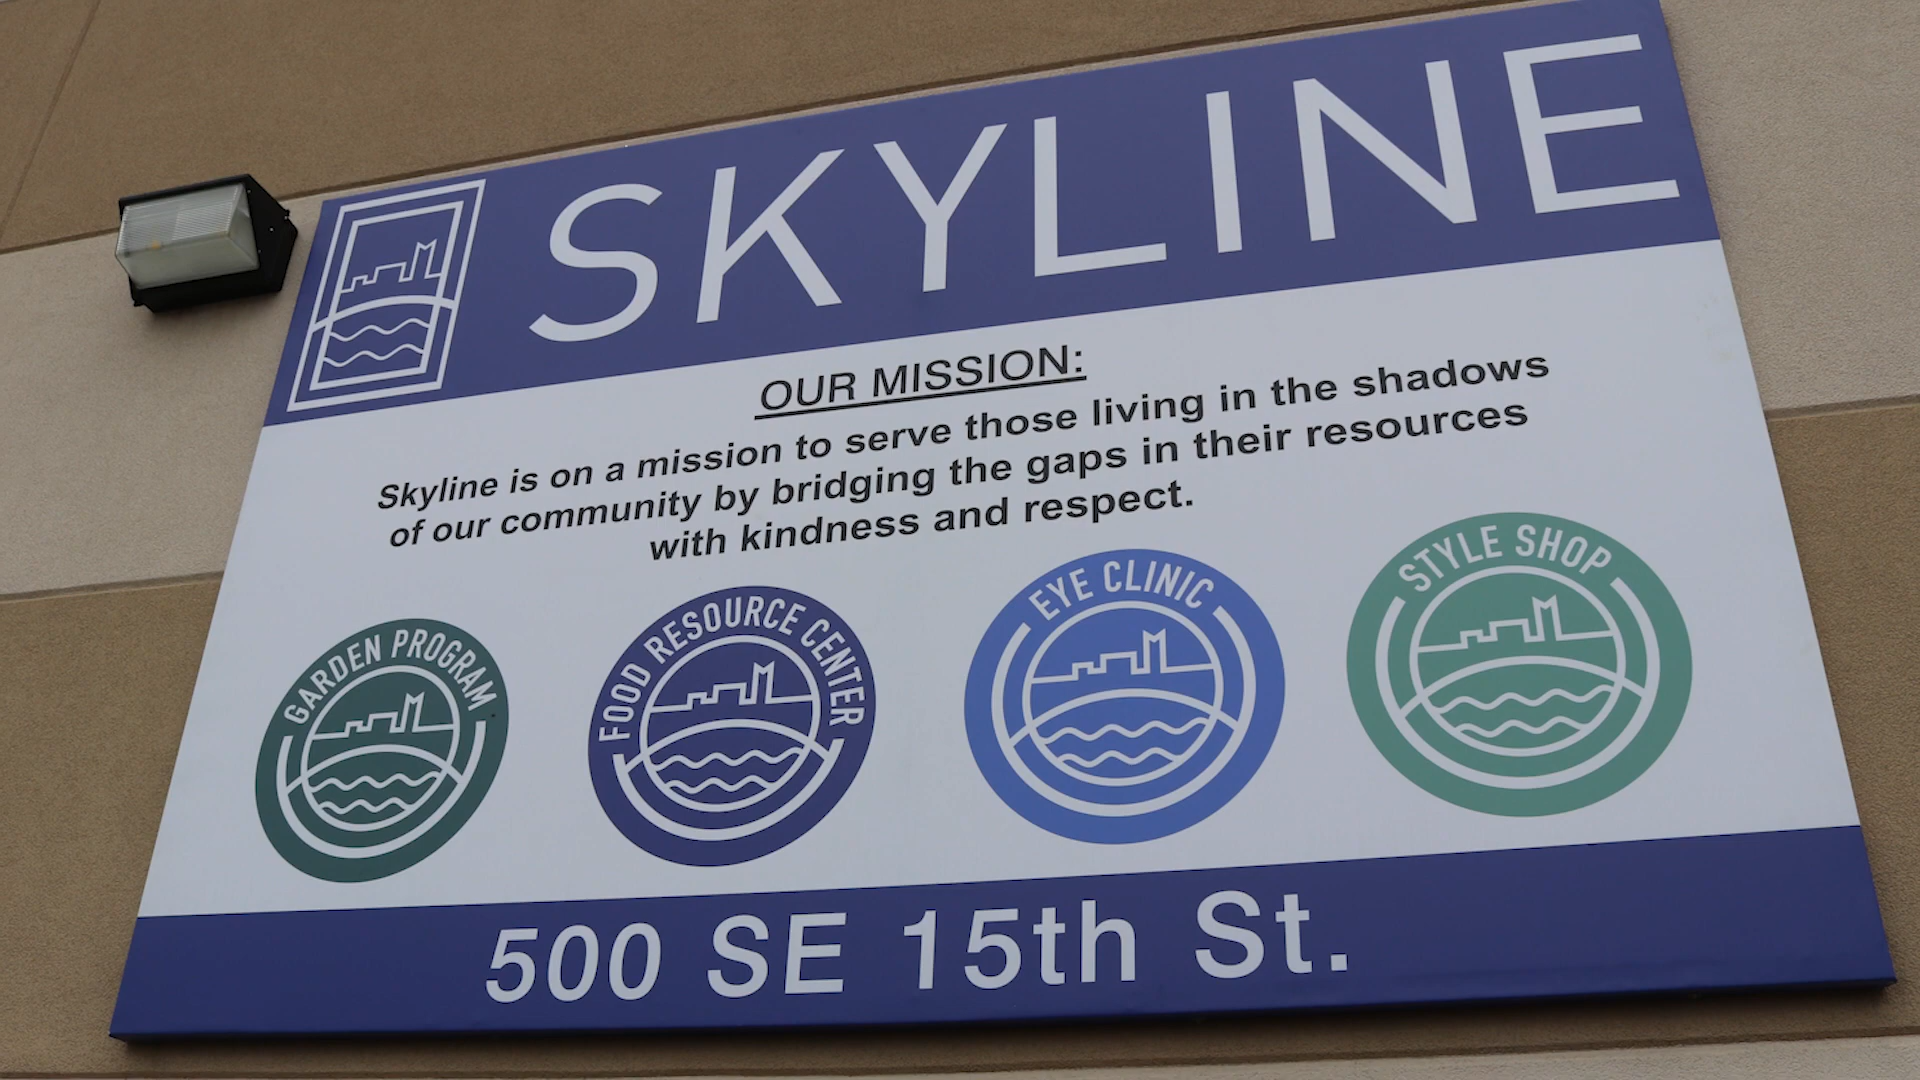 SKYLINE
OUR MISSION:
Skyline is on a mission to serve those living in the shadows
of our community by bridging the gaps in their resources
with kindness and respect.
GARDEN PROGRAM
FOOD RESOURCE CENTER
EYE CLINIC
STYLE SHOP
500 SE 15th St.